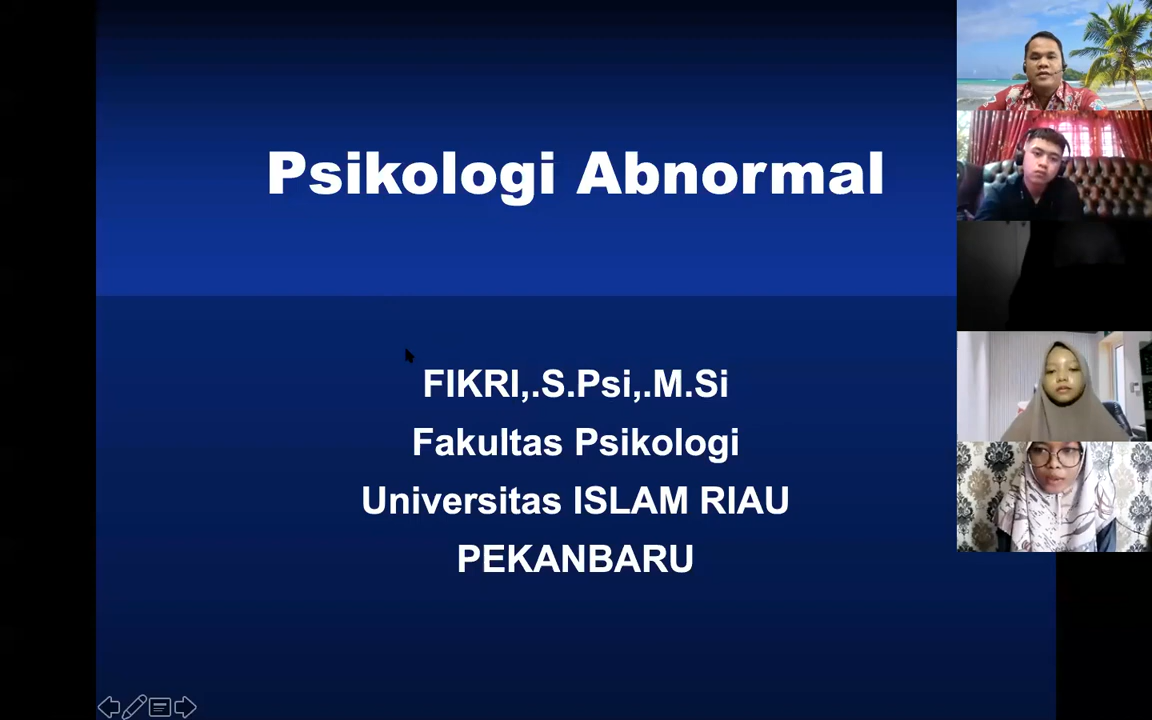 Psikologi Abnormal
FIKRI,.S.Psi,.M.Si
Fakultas Psikologi
Universitas ISLAM RIAU
PEKANBARU